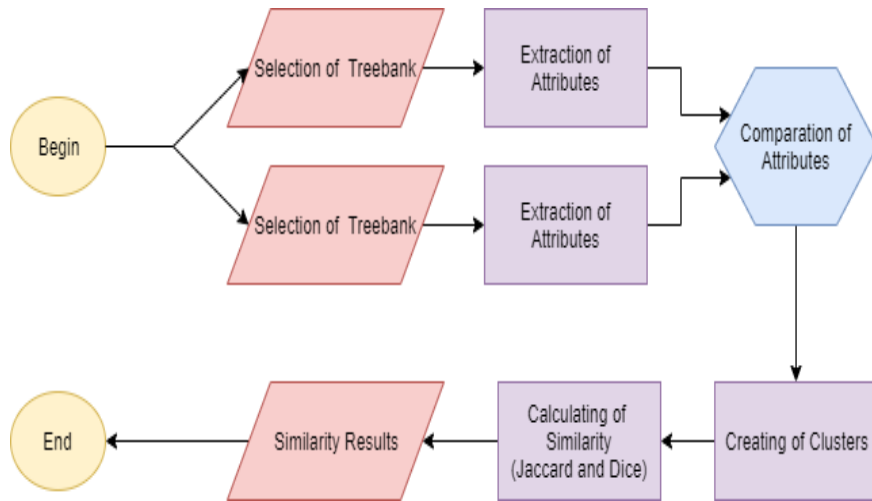 Begin
Selection of Treebank
Extraction of
Attributes
Selection of Treebank
Extraction of
Attributes
Comparation of
Attributes
Creating of Clusters
Calculating of
Similarity
(Jaccard and Dice)
Similarity Results
End